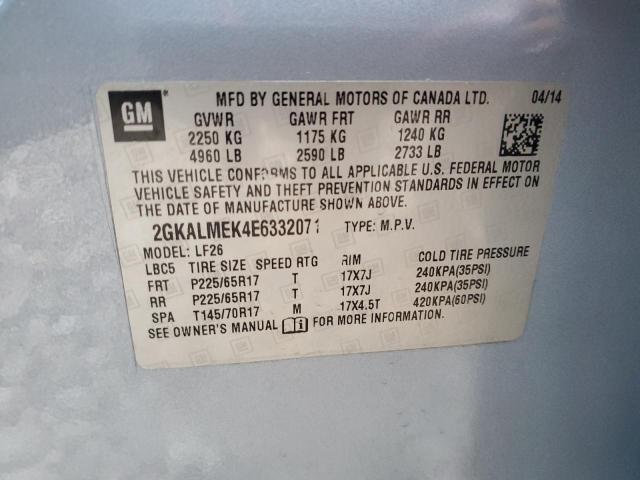 GM
MFD BY GENERAL MOTORS OF CANADA LTD. 04/14
GVWR GAWR FRT GAWR RR
2250 KG 1175 KG 1240 KG
4960 LB 2590 LB 2733 LB
THIS VEHICLE CONFORMS TO ALL APPLICABLE U.S. FEDERAL MOTOR
VEHICLE SAFETY AND THEFT PREVENTION STANDARDS IN EFFECT ON
THE DATE OF MANUFACTURE SHOWN ABOVE.
2GKALMEK4E6332071 TYPE: M.P.V.
MODEL: LF26
LBC5 TIRE SIZE SPEED RTG RIM COLD TIRE PRESSURE
FRT P225/65R17 T 17X7J 240KPA(35PSI)
RR P225/65R17 T 17X7J 240KPA(35PSI)
SPA T145/70R17 M 17X4.5T 420KPA(60PSI)
SEE OWNER'S MANUAL FOR MORE INFORMATION.